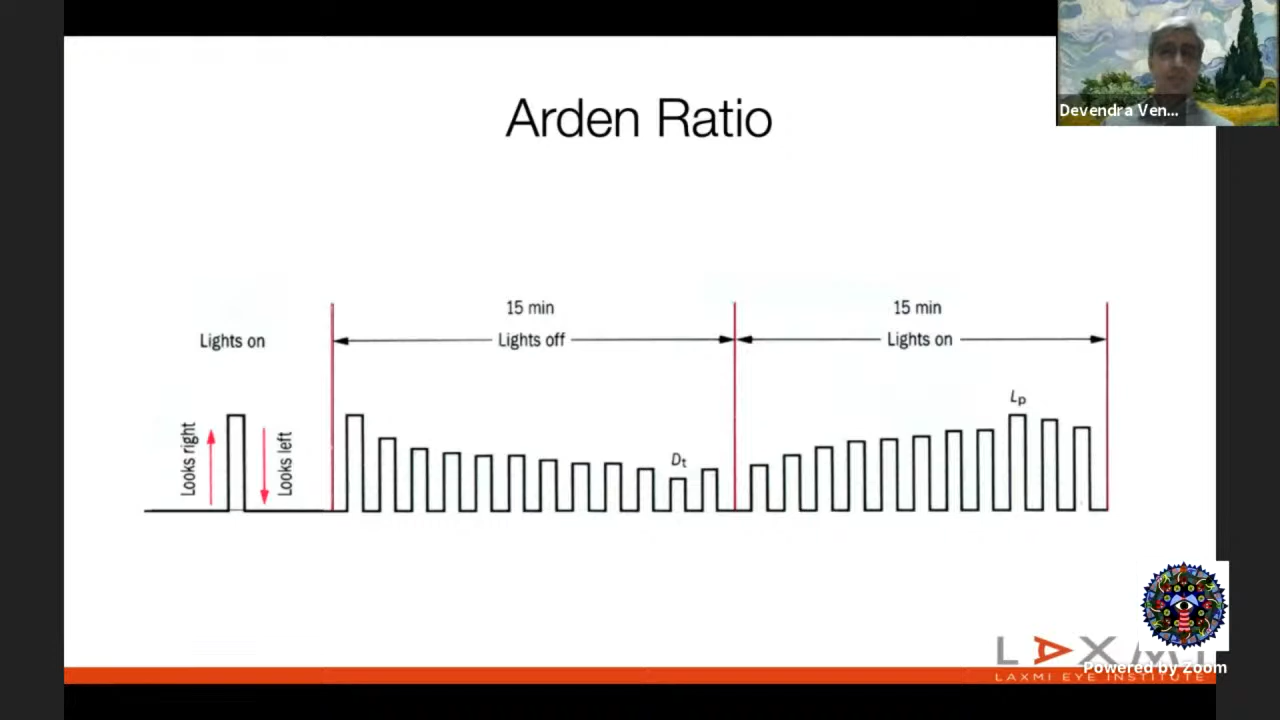 Devendra Ven...
Arden Ratio
15 min
15 min
Lights on
Lights off
Lights on
Looks right
Looks left
Dt
Lp
LAXMI
Powered by Zoom
LAXMI EYE INSTITUTE